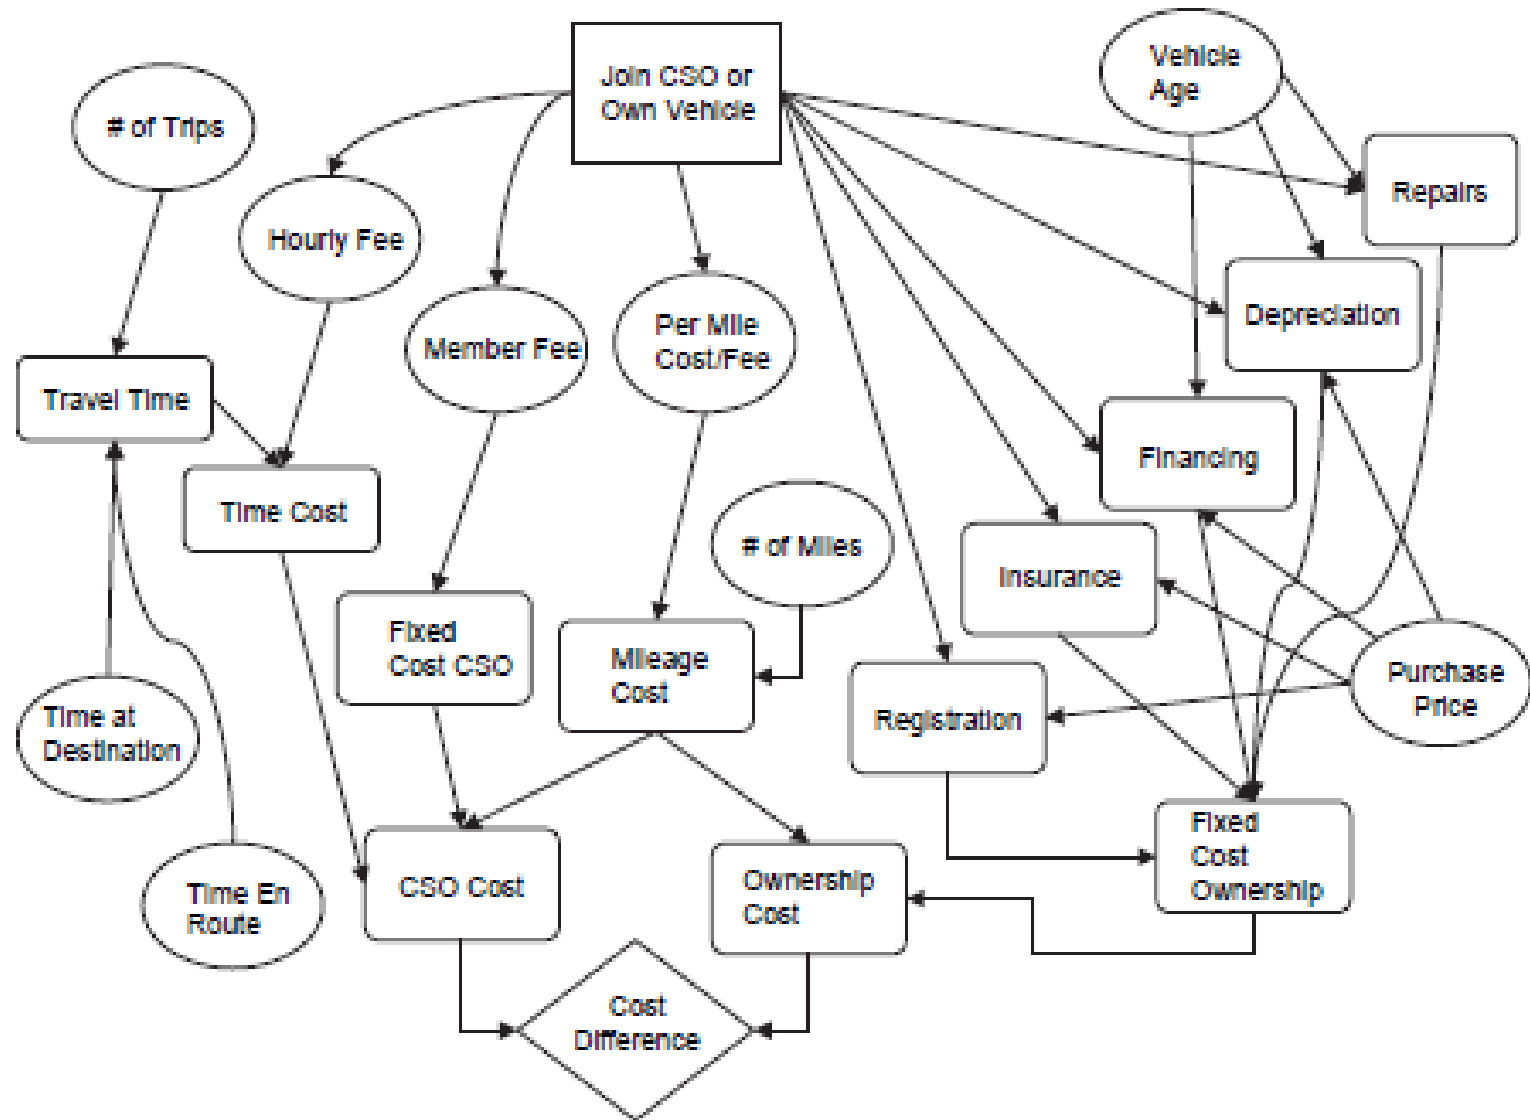 Join CSO or
Own Vehicle
Vehicle
Age
# of Trips
Repairs
Hourly Fee
Depreciation
Per Mile
Cost/Fee
Member Fee
Travel Time
Financing
Time Cost
# of Miles
Insurance
Fixed
Cost CSO
Mileage
Cost
Purchase
Price
Registration
Time at
Destination
Fixed
Cost
Ownership
CSO Cost
Ownership
Cost
Time En
Route
Cost
Difference